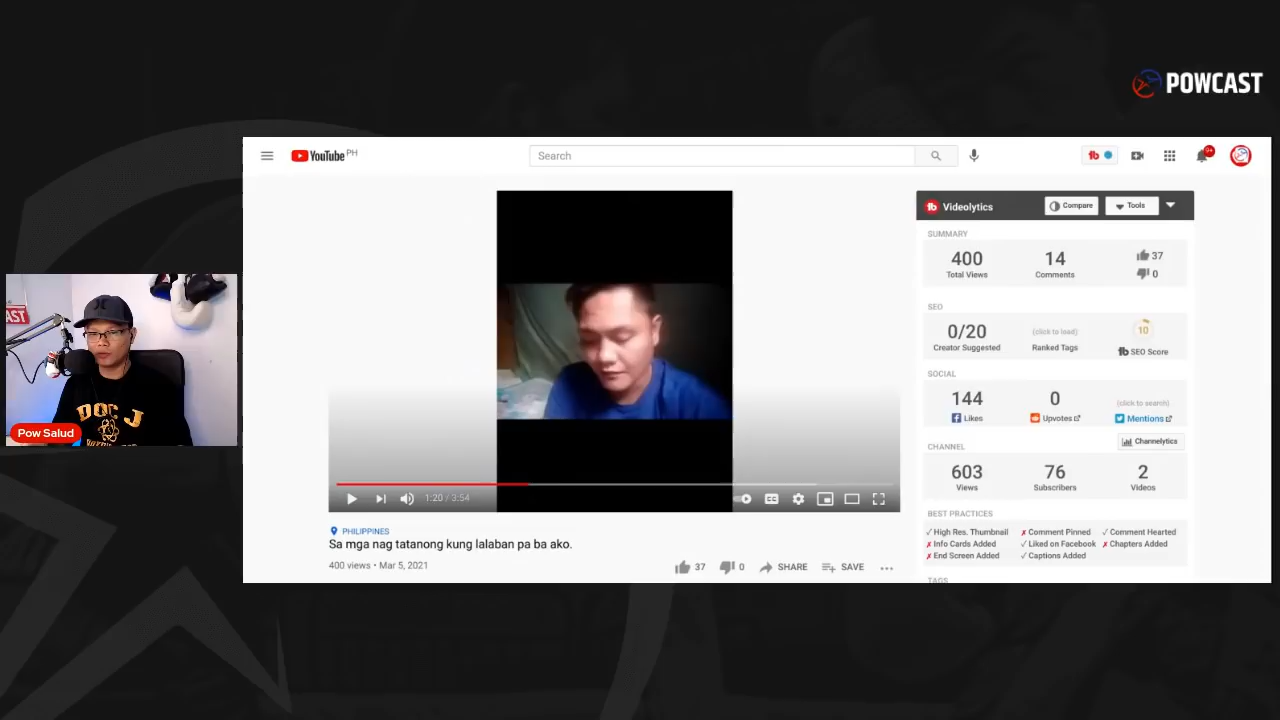 POWCAST
YouTube PH
Search
9+
Videolytics
Compare
Tools
SUMMARY
400
14
37
Total Views
Comments
0
SEO
0/20
(click to load)
10
Creator Suggested
Ranked Tags
SEO Score
SOCIAL
144
0
(click to search)
Likes
Upvotes
Mentions
CHANNEL
Channelytics
603
76
2
Views
Subscribers
Videos
BEST PRACTICES
✓ High Res. Thumbnail
✗ Comment Pinned
✓ Comment Hearted
✗ Info Cards Added
✓ Liked on Facebook
✗ Chapters Added
✗ End Screen Added
✓ Captions Added
TAGS
1:20 / 3:54
CC
PHILIPPINES
Sa mga nag tatanong kung lalaban pa ba ako.
400 views • Mar 5, 2021
37
0
SHARE
SAVE
AST
DOC J
Pow Salud